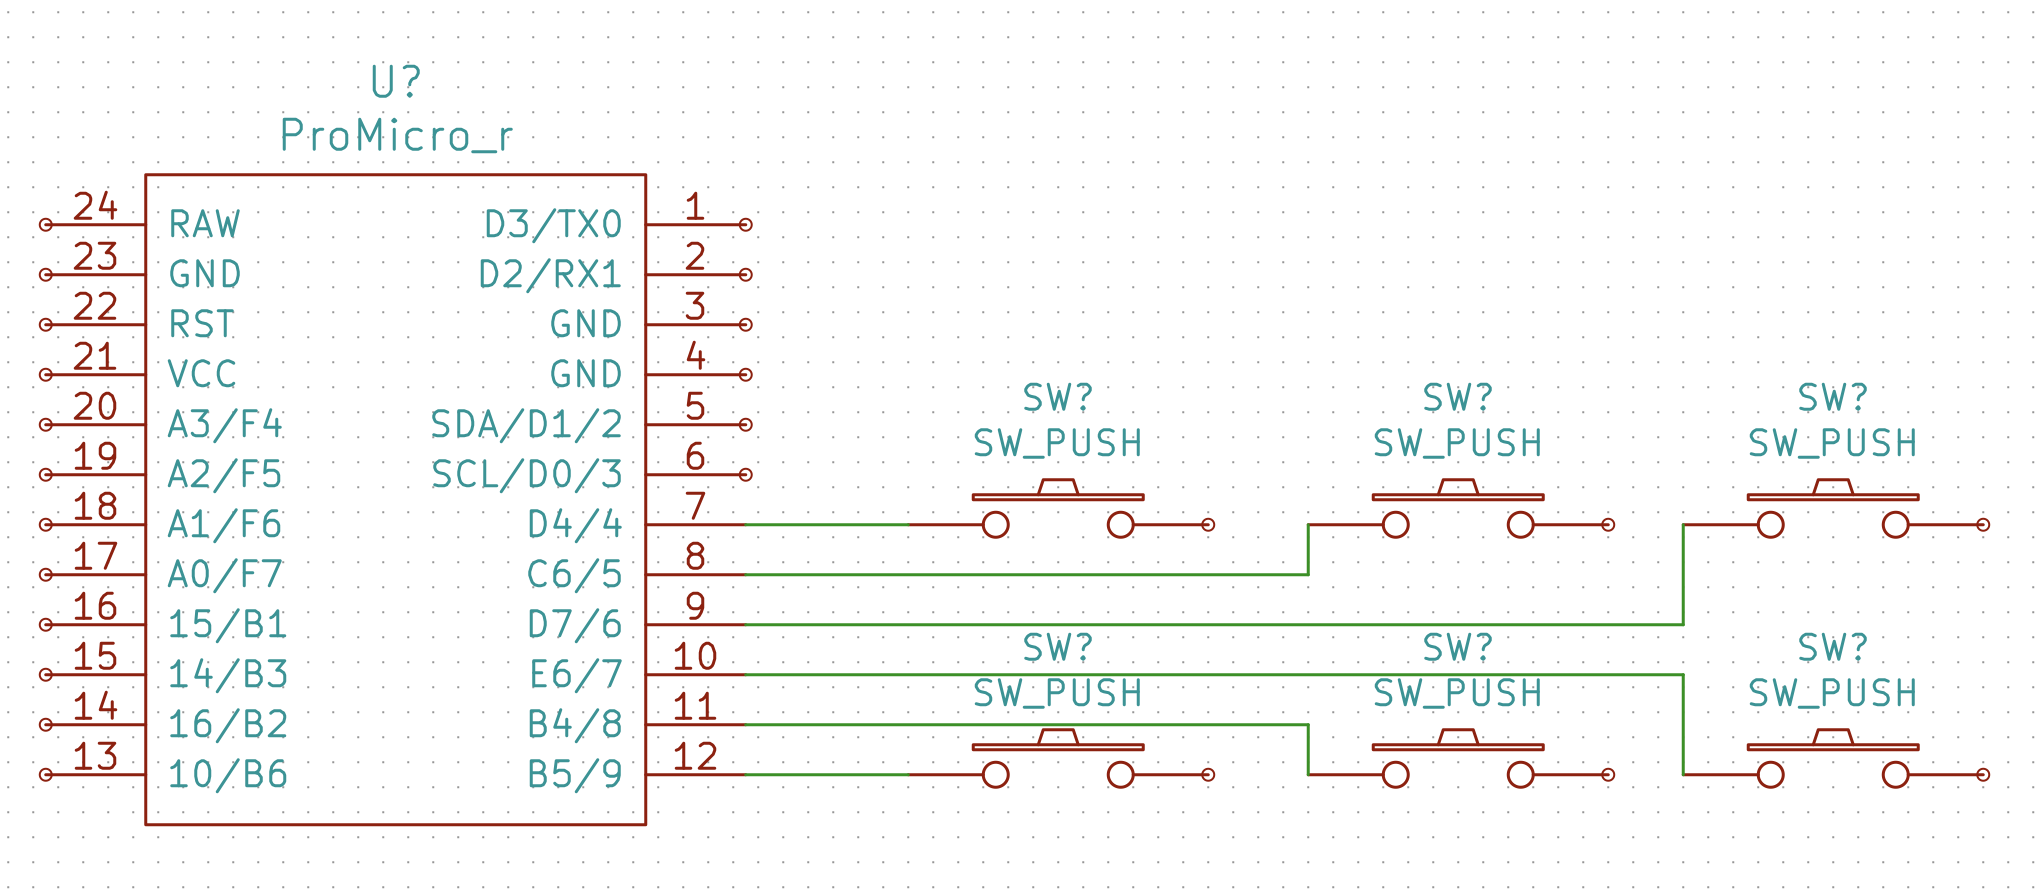 U?
ProMicro_r
24 RAW D3/TX0 1
23 GND D2/RX1 2
22 RST GND 3
21 VCC GND 4
20 A3/F4 SDA/D1/2 5
19 A2/F5 SCL/D0/3 6
18 A1/F6 D4/4 7
17 A0/F7 C6/5 8
16 15/B1 D7/6 9
15 14/B3 E6/7 10
14 16/B2 B4/8 11
13 10/B6 B5/9 12
SW? SW? SW?
SW_PUSH SW_PUSH SW_PUSH
SW? SW? SW?
SW_PUSH SW_PUSH SW_PUSH